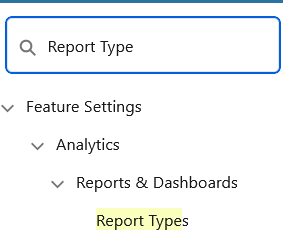 Report Type
Feature Settings
Analytics
Reports & Dashboards
Report Types